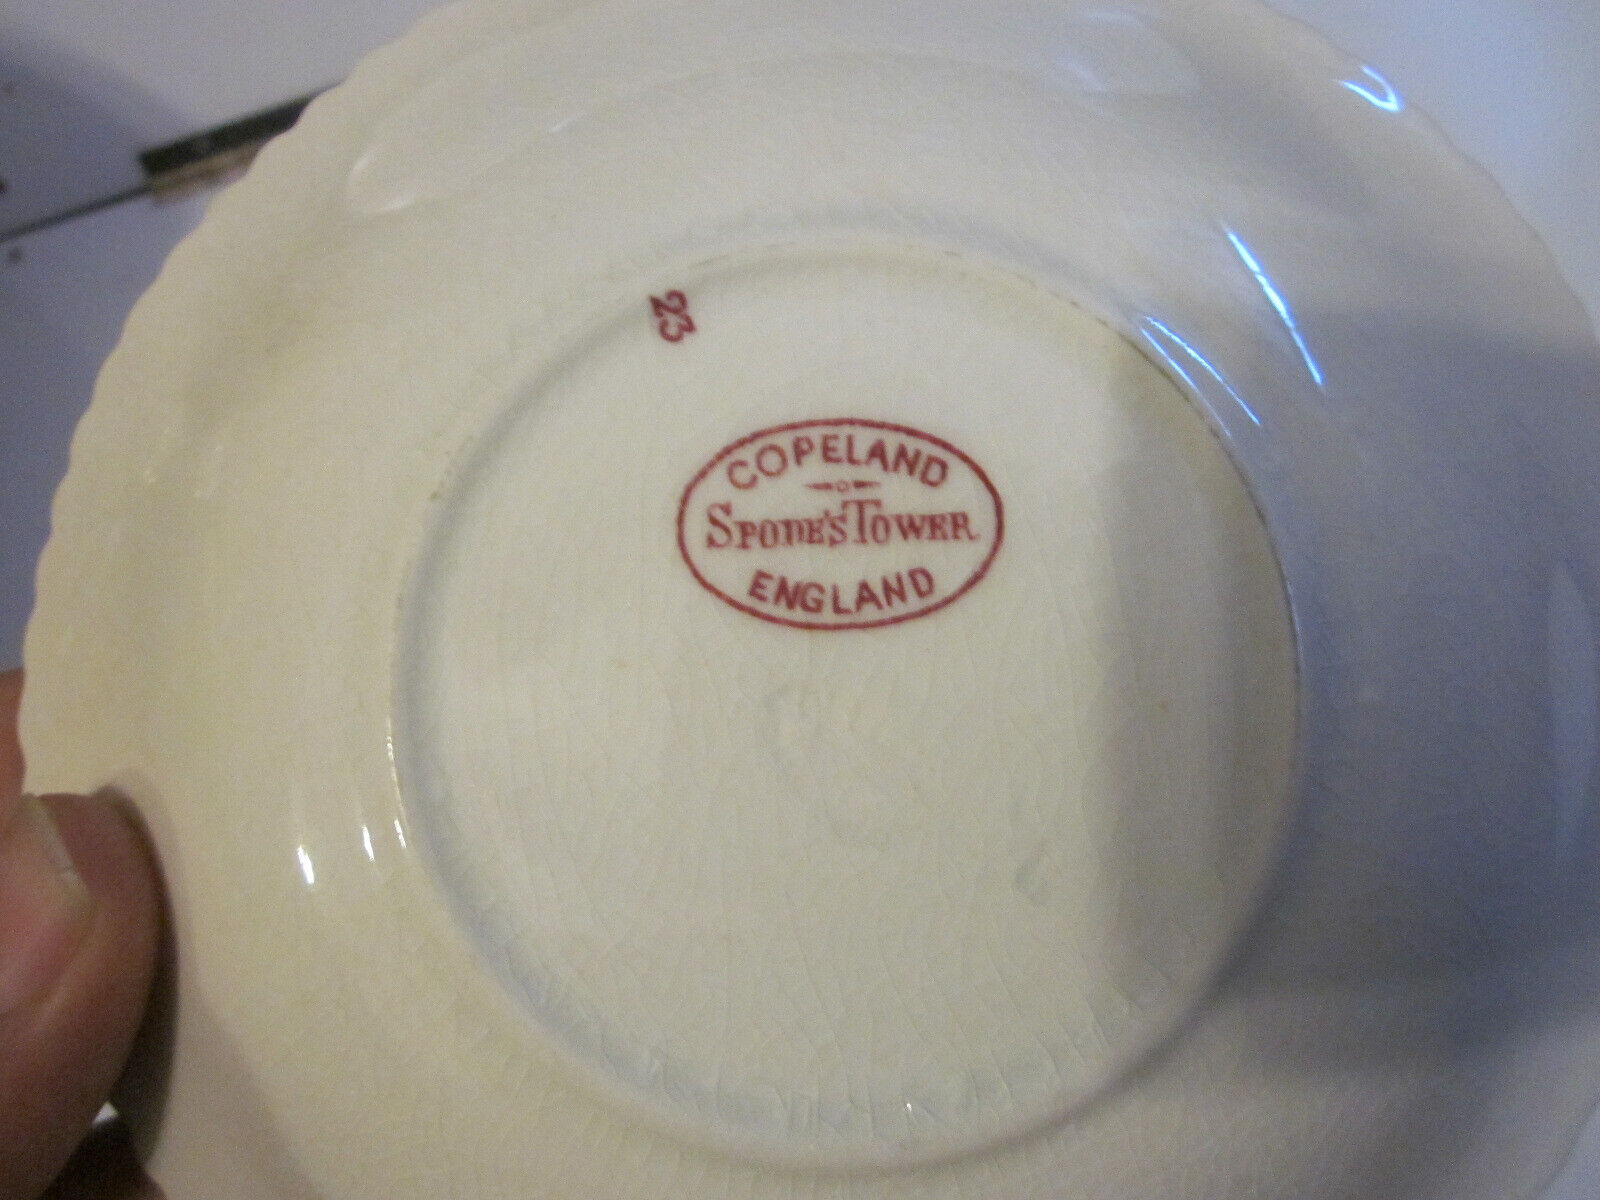 23
COPELAND
SPODE'S TOWER
ENGLAND